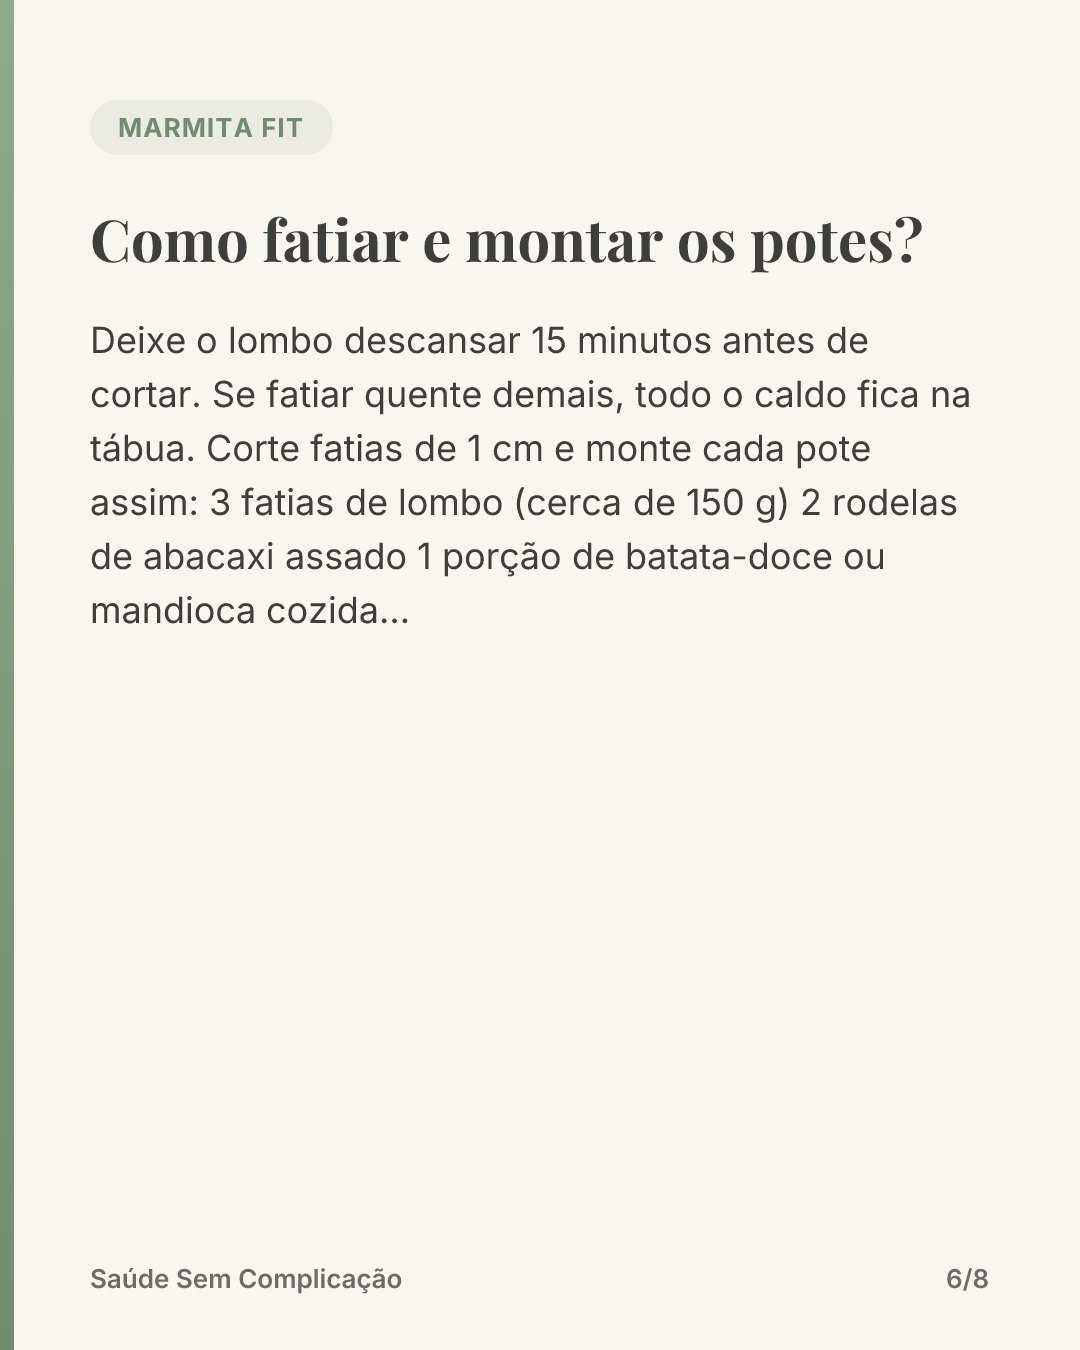 MARMITA FIT
Como fatiar e montar os potes?
Deixe o lombo descansar 15 minutos antes de
cortar. Se fatiar quente demais, todo o caldo fica na
tábua. Corte fatias de 1 cm e monte cada pote
assim: 3 fatias de lombo (cerca de 150 g) 2 rodelas
de abacaxi assado 1 porção de batata-doce ou
mandioca cozida...
Saúde Sem Complicação
6/8